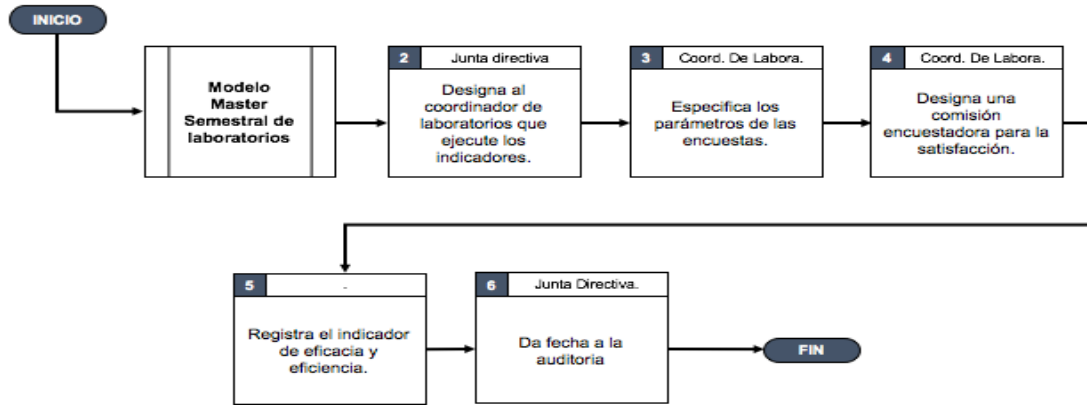 INICIO
Modelo
Master
Semestral de
laboratorios
2 Junta directiva
Designa al
coordinador de
laboratorios que
ejecute los
indicadores.
3 Coord. De Labora.
Especifica los
parámetros de las
encuestas.
4 Coord. De Labora.
Designa una
comisión
encuestadora para la
satisfacción.
5 .
Registra el indicador
de eficacia y
eficiencia.
6 Junta Directiva.
Da fecha a la
auditoria
FIN